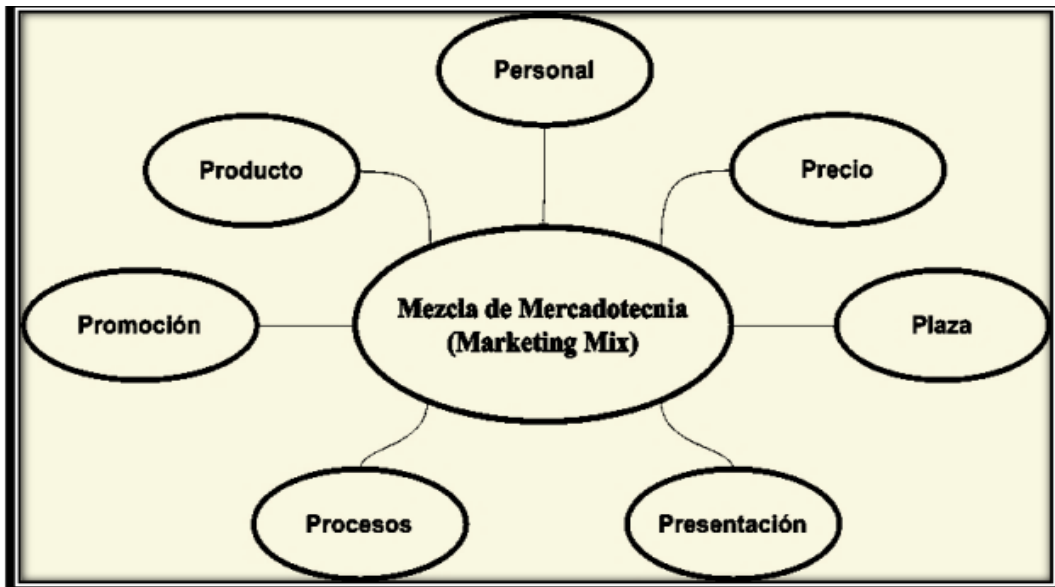 Personal
Producto
Precio
Promoción
Mezcla de Mercadotecnia
(Marketing Mix)
Plaza
Procesos
Presentación